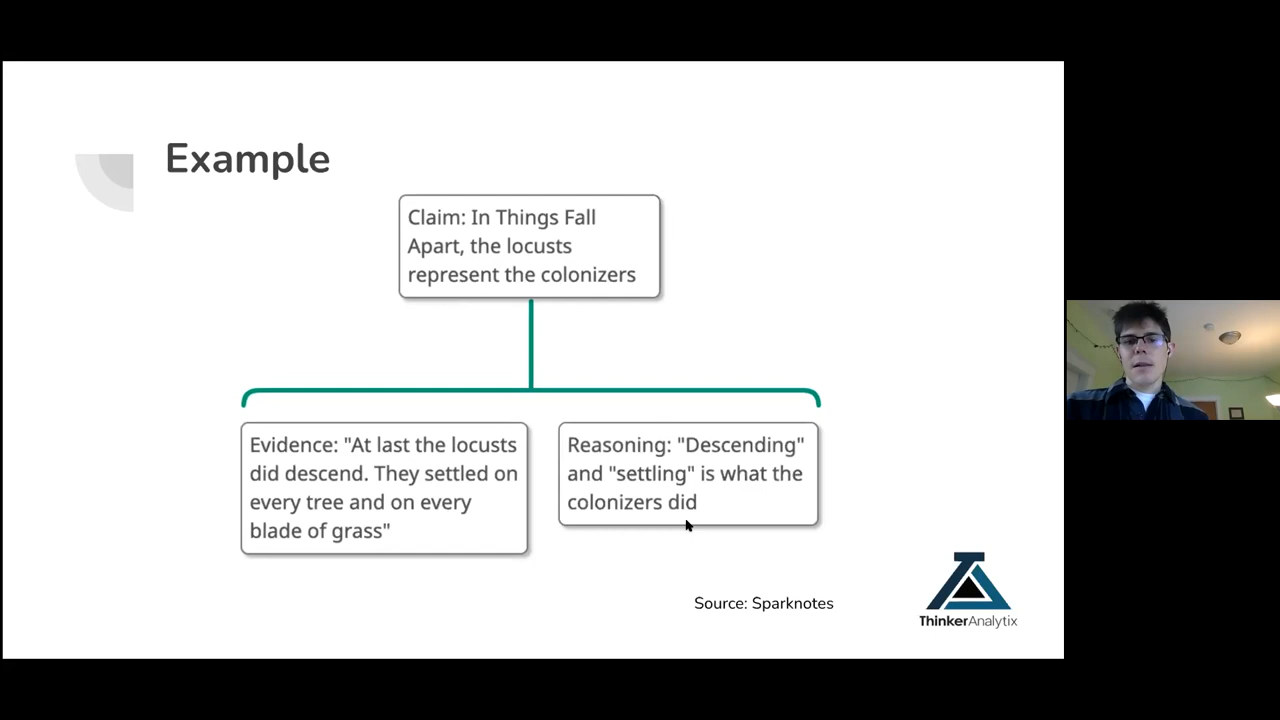 Example
Claim: In Things Fall
Apart, the locusts
represent the colonizers
Evidence: "At last the locusts
did descend. They settled on
every tree and on every
blade of grass"
Reasoning: "Descending"
and "settling" is what the
colonizers did
Source: Sparknotes
ThinkerAnalytix